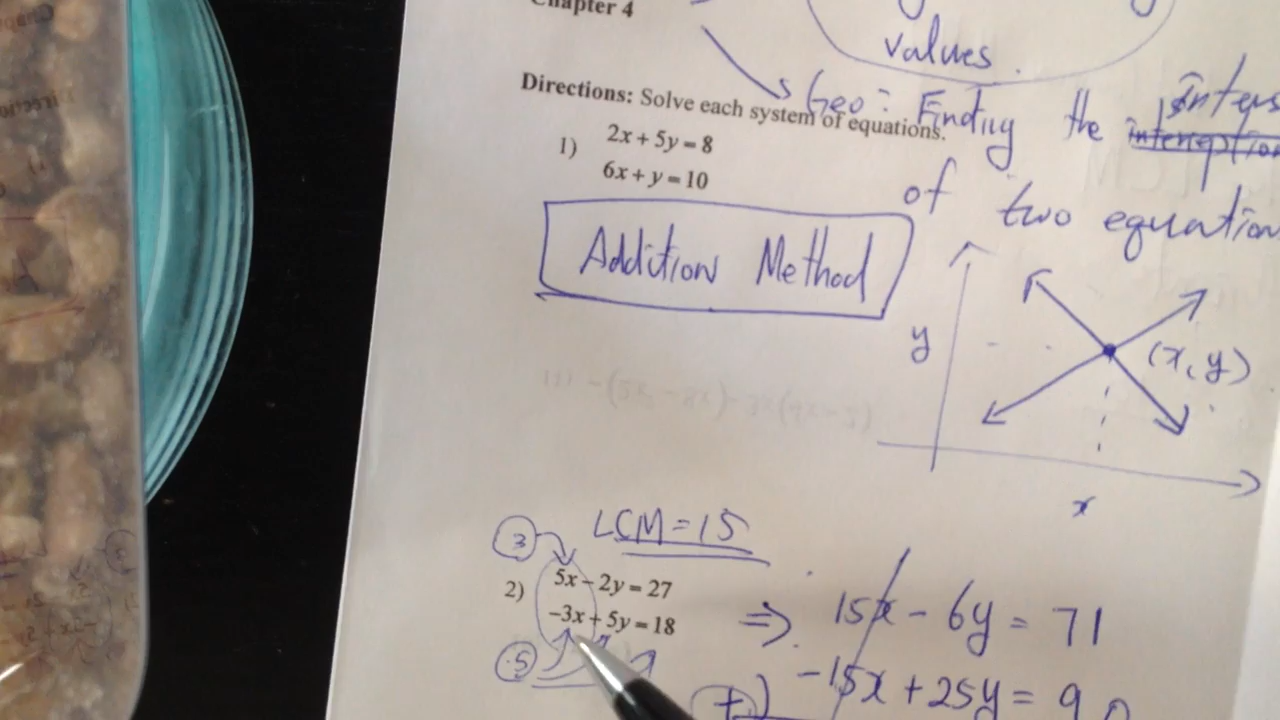 Chapter 4
values.
Directions: Solve each system of equations.
Geo: Finding the
of two equation
1) 2x + 5y = 8
6x + y = 10
Addition Method
y
(x, y)
x
LCM = 15
3
2) 5x - 2y = 27
-3x + 5y = 18
5
⇒ 15x - 6y = 71
+) -15x + 25y = 90